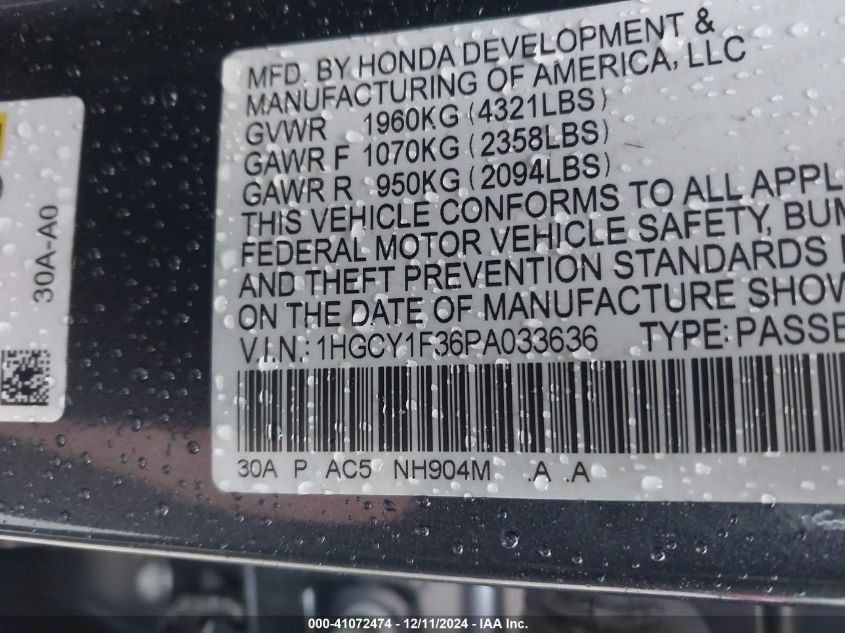 MFD. BY HONDA DEVELOPMENT &
MANUFACTURING OF AMERICA, LLC
GVWR 1960KG (4321LBS)
GAWR F 1070KG (2358LBS)
GAWR R 950KG (2094LBS)
THIS VEHICLE CONFORMS TO ALL APPL
FEDERAL MOTOR VEHICLE SAFETY, BUM
AND THEFT PREVENTION STANDARDS
ON THE DATE OF MANUFACTURE SHOW
V.I.N.: 1HGCY1F36PA033636 TYPE: PASSE
30A P AC5 NH904M .A .A
30A-A0
000-41072474 - 12/11/2024 - IAA Inc.